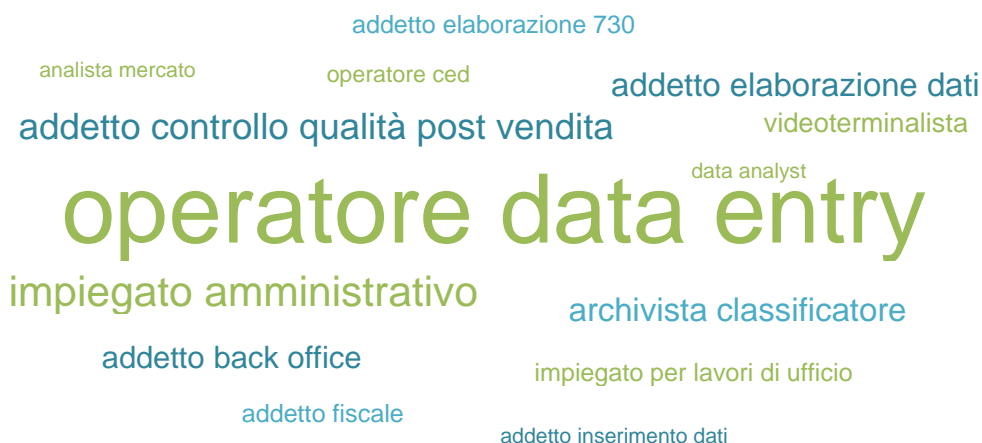 addetto elaborazione 730
analista mercato
operatore ced
addetto elaborazione dati
addetto controllo qualità post vendita
videoterminalista
data analyst
operatore data entry
impiegato amministrativo
archivista classificatore
addetto back office
impiegato per lavori di ufficio
addetto fiscale
addetto inserimento dati